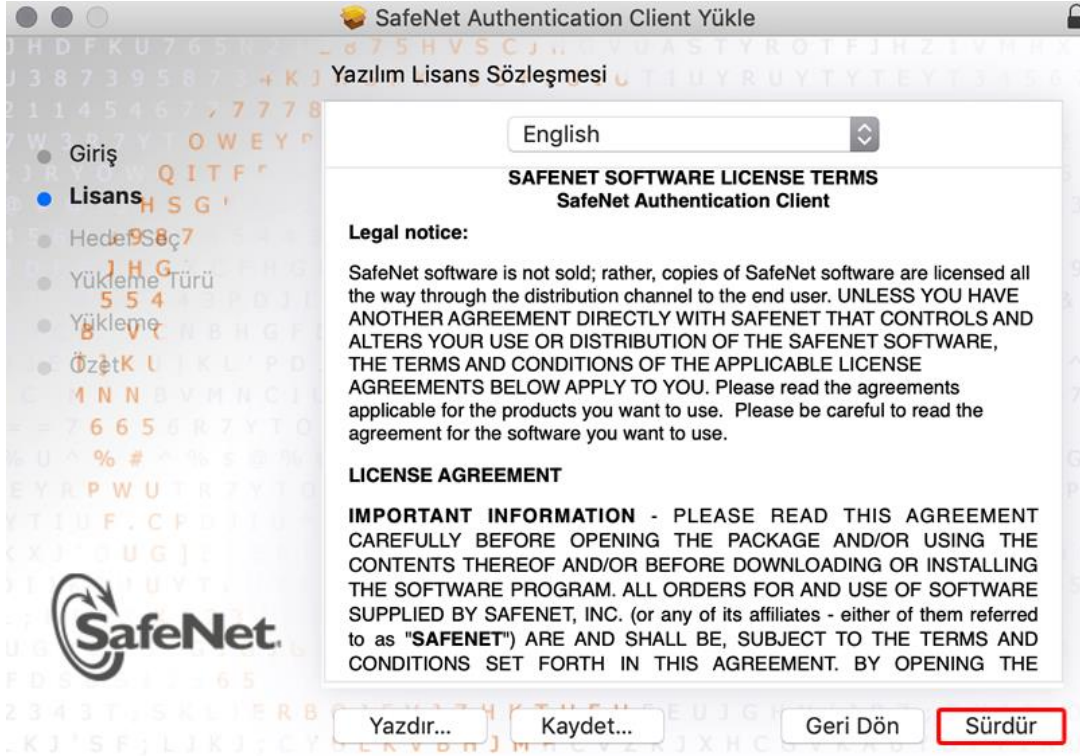 SafeNet Authentication Client Yükle
Yazılım Lisans Sözleşmesi
Giriş
Lisans
Hedef Seç
Yükleme Türü
Yükleme
Özet
SafeNet.
English
SAFENET SOFTWARE LICENSE TERMS
SafeNet Authentication Client
Legal notice:
SafeNet software is not sold; rather, copies of SafeNet software are licensed all
the way through the distribution channel to the end user. UNLESS YOU HAVE
ANOTHER AGREEMENT DIRECTLY WITH SAFENET THAT CONTROLS AND
ALTERS YOUR USE OR DISTRIBUTION OF THE SAFENET SOFTWARE,
THE TERMS AND CONDITIONS OF THE APPLICABLE LICENSE
AGREEMENTS BELOW APPLY TO YOU. Please read the agreements
applicable for the products you want to use. Please be careful to read the
agreement for the software you want to use.
LICENSE AGREEMENT
IMPORTANT INFORMATION - PLEASE READ THIS AGREEMENT
CAREFULLY BEFORE OPENING THE PACKAGE AND/OR USING THE
CONTENTS THEREOF AND/OR BEFORE DOWNLOADING OR INSTALLING
THE SOFTWARE PROGRAM. ALL ORDERS FOR AND USE OF SOFTWARE
SUPPLIED BY SAFENET, INC. (or any of its affiliates - either of them referred
to as "SAFENET") ARE AND SHALL BE, SUBJECT TO THE TERMS AND
CONDITIONS SET FORTH IN THIS AGREEMENT. BY OPENING THE
Yazdır... Kaydet... Geri Dön Sürdür